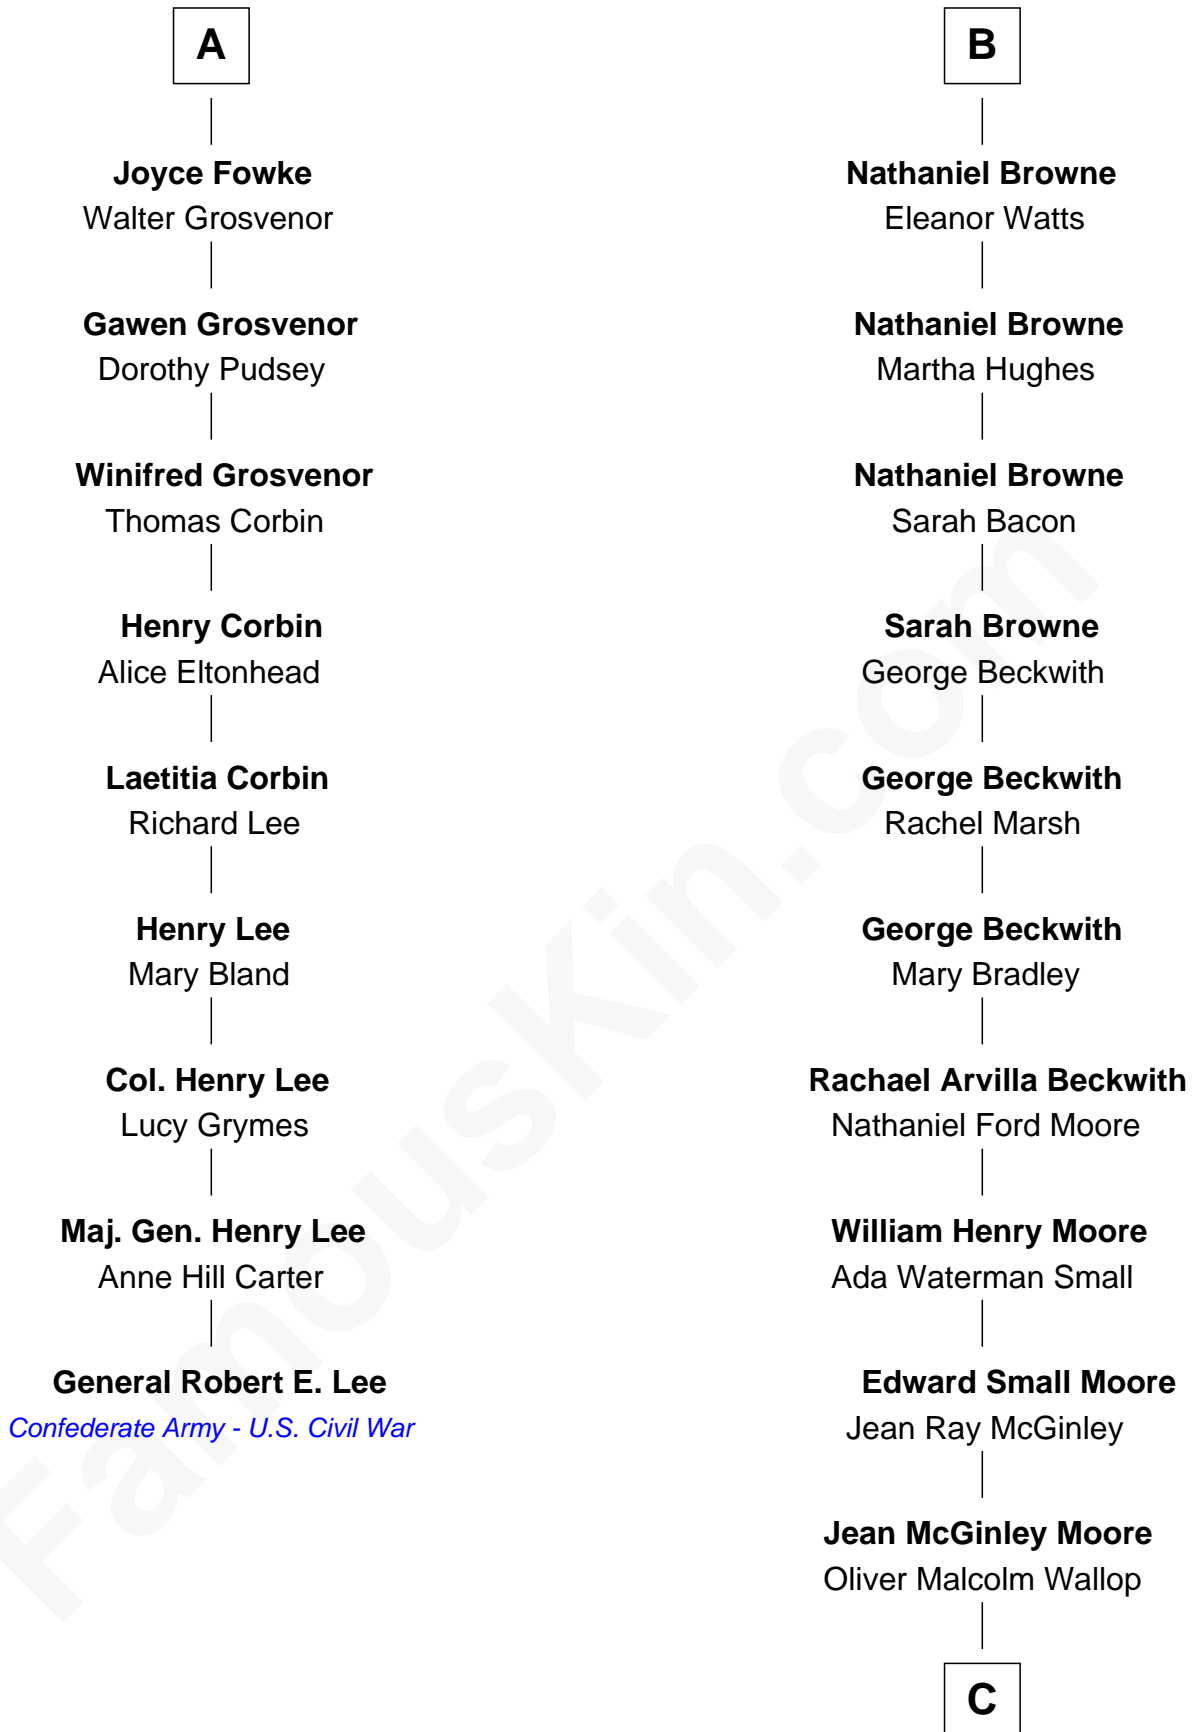 A
Joyce Fowke
Walter Grosvenor
Gawen Grosvenor
Dorothy Pudsey
Winifred Grosvenor
Thomas Corbin
Henry Corbin
Alice Eltonhead
Laetitia Corbin
Richard Lee
Henry Lee
Mary Bland
Col. Henry Lee
Lucy Grymes
Maj. Gen. Henry Lee
Anne Hill Carter
General Robert E. Lee
Confederate Army - U.S. Civil War
B
Nathaniel Browne
Eleanor Watts
Nathaniel Browne
Martha Hughes
Nathaniel Browne
Sarah Bacon
Sarah Browne
George Beckwith
George Beckwith
Rachel Marsh
George Beckwith
Mary Bradley
Rachael Arvilla Beckwith
Nathaniel Ford Moore
William Henry Moore
Ada Waterman Small
Edward Small Moore
Jean Ray McGinley
Jean McGinley Moore
Oliver Malcolm Wallop
C
FamousKin.com